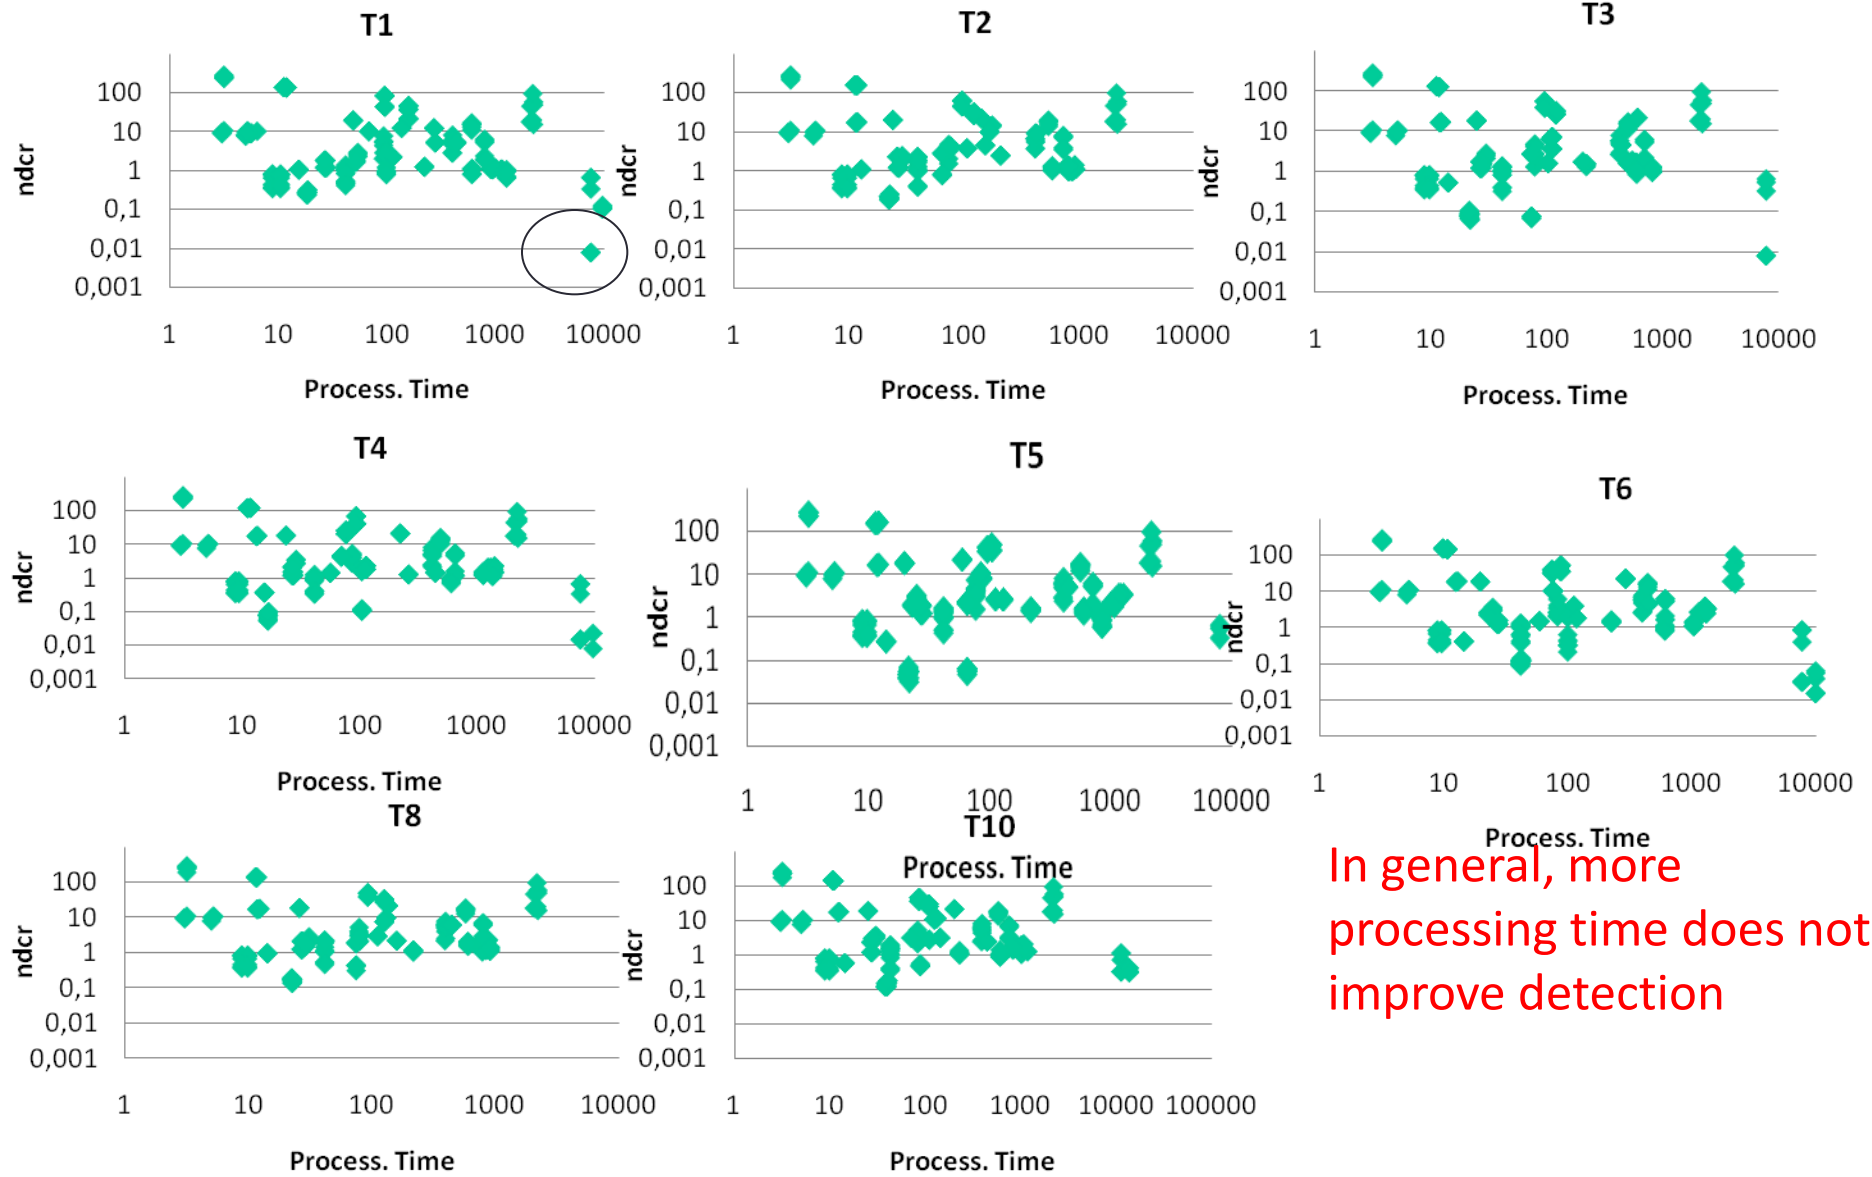 T1
100
10
1
0,1
0,01
0,001
ndcr
1 10 100 1000 10000
Process. Time
T2
100
10
1
0,1
0,01
0,001
ndcr
1 10 100 1000 10000
Process. Time
T3
100
10
1
0,1
0,01
0,001
ndcr
1 10 100 1000 10000
Process. Time
T4
100
10
1
0,1
0,01
0,001
ndcr
1 10 100 1000 10000
Process. Time
T5
100
10
1
0,1
0,01
0,001
ndcr
1 10 100 1000 10000
Process. Time
T6
100
10
1
0,1
0,01
0,001
ndcr
1 10 100 1000 10000
Process. Time
T8
100
10
1
0,1
0,01
0,001
ndcr
1 10 100 1000 10000
Process. Time
T10
100
10
1
0,1
0,01
0,001
ndcr
1 10 100 1000 10000 100000
Process. Time
In general, more
processing time does not
improve detection